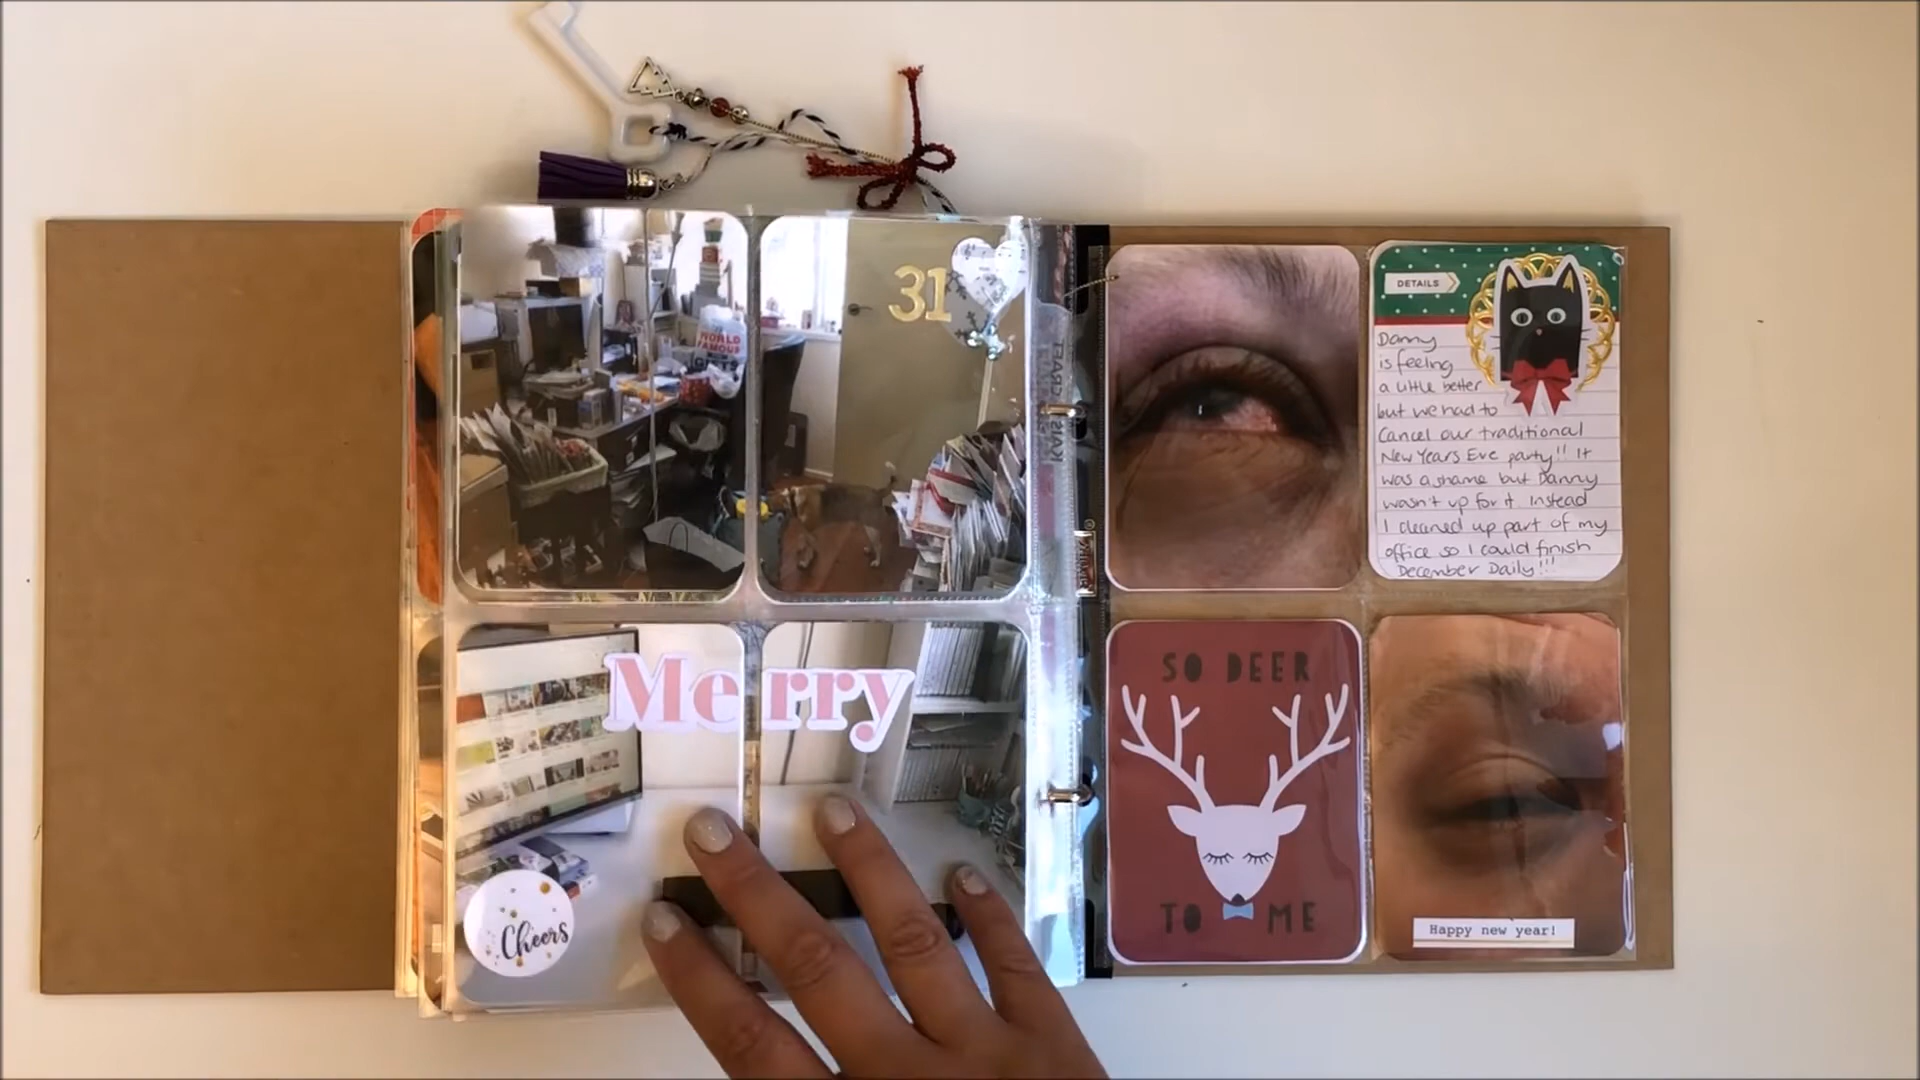 31
WORLD
FAMOUS
Merry
Cheers
DETAILS
Danny
is feeling
a little better
but we had to
Cancel our traditional
New Years Eve party!! It
was a shame but Danny
wasn't up for it. Instead
I cleaned up part of my
office so I could finish
December Daily!!!
SO DEER
TO ME
Happy new year!